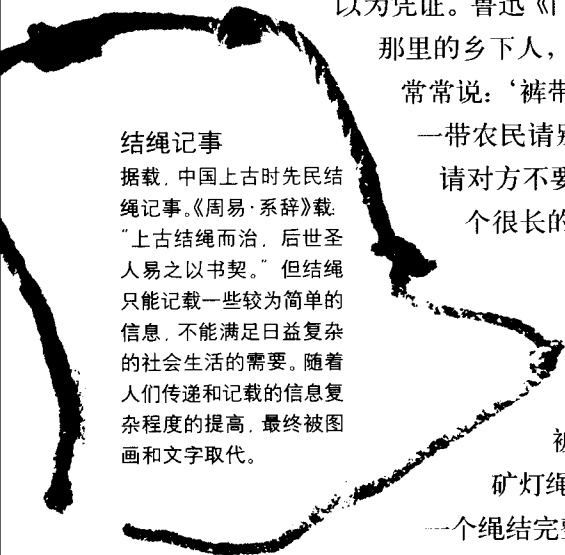 结绳记事
据载，中国上古时先民结
绳记事。《周易·系辞》载：
“上古结绳而治，后世圣
人易之以书契。”但结绳
只能记载一些较为简单的
信息，不能满足日益复杂
的社会生活的需要。随着
人们传递和记载的信息复
杂程度的提高，最终被图
画和文字取代。
以为凭证。鲁迅《
那里的乡下人，
常常说：‘裤带
一带农民请别
请对方不要
个很长的
被
矿灯绳
一个绳结完整